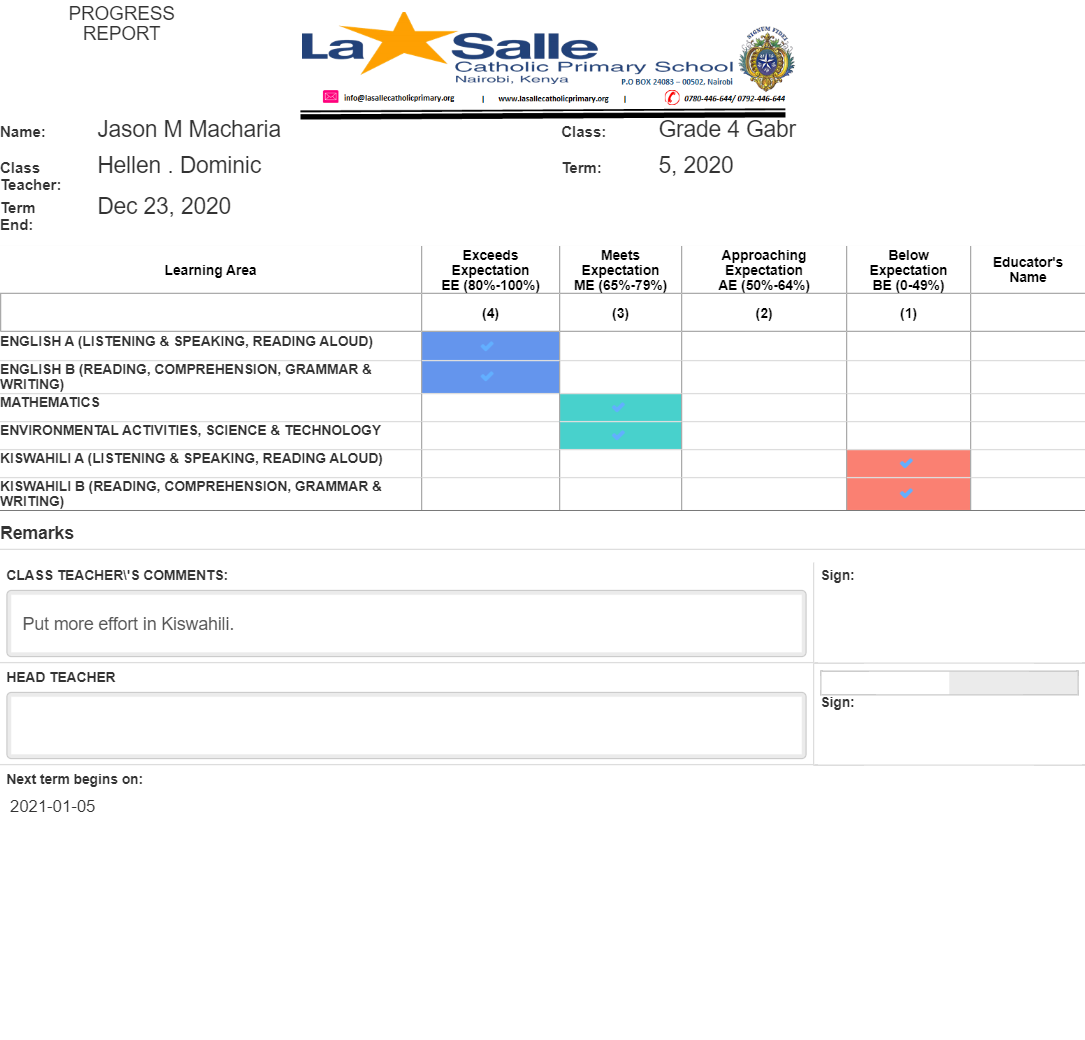 PROGRESS
REPORT
La Salle
Catholic Primary School
Nairobi, Kenya
P.O BOX 24083 – 00502. Nairobi
SIGNUM FIDEI
info@lasallecatholicprimary.org | www.lasallecatholicprimary.org | 0780-446-644/ 0792-446-644
Name: Jason M Macharia Class: Grade 4 Gabr
Class Teacher: Hellen . Dominic Term: 5, 2020
Term End: Dec 23, 2020
Learning Area Exceeds Expectation EE (80%-100%) Meets Expectation ME (65%-79%) Approaching Expectation AE (50%-64%) Below Expectation BE (0-49%) Educator's Name
(4) (3) (2) (1)
ENGLISH A (LISTENING & SPEAKING, READING ALOUD)
ENGLISH B (READING, COMPREHENSION, GRAMMAR &
WRITING)
MATHEMATICS
ENVIRONMENTAL ACTIVITIES, SCIENCE & TECHNOLOGY
KISWAHILI A (LISTENING & SPEAKING, READING ALOUD)
KISWAHILI B (READING, COMPREHENSION, GRAMMAR &
WRITING)
Remarks
CLASS TEACHER\'S COMMENTS: Sign:
Put more effort in Kiswahili.
HEAD TEACHER
Sign:
Next term begins on:
2021-01-05